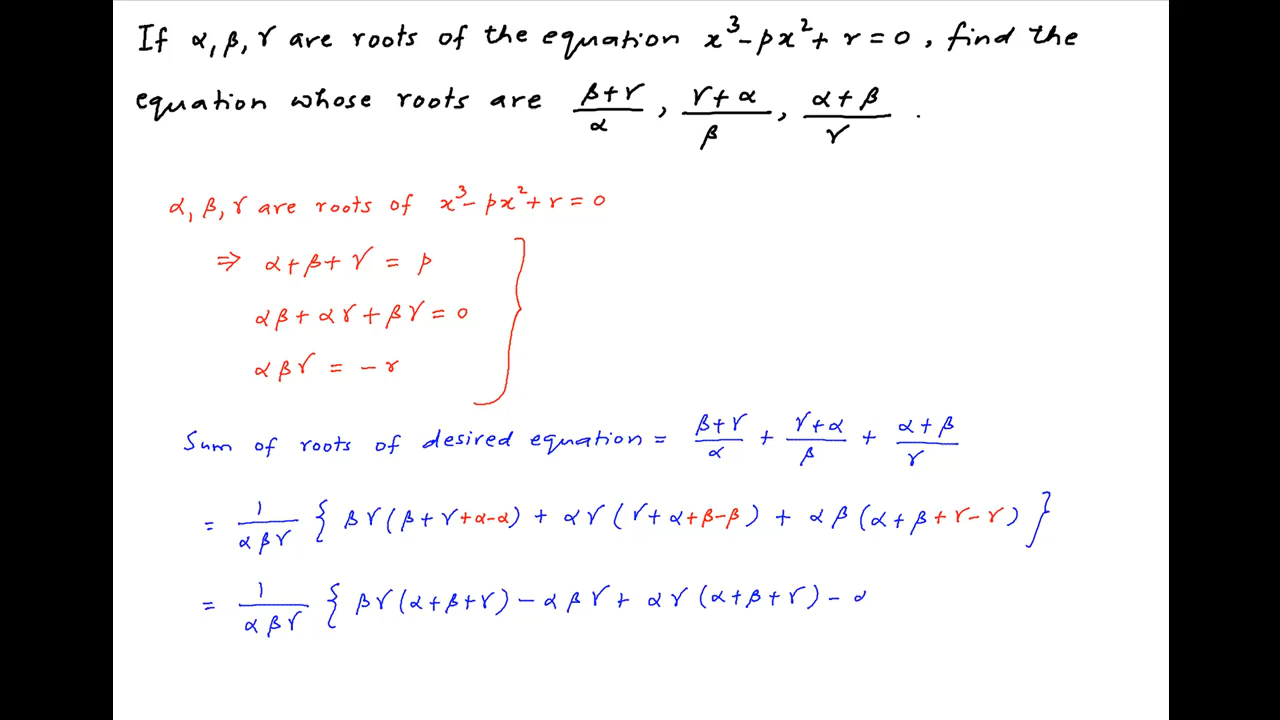 If α, β, γ are roots of the equation x³ - px² + r = 0, find the
equation whose roots are (β+γ)/α, (γ+α)/β, (α+β)/γ .
α, β, γ are roots of x³ - px² + r = 0
⇒ α + β + γ = p
αβ + αγ + βγ = 0
αβγ = - r
Sum of roots of desired equation = (β+γ)/α + (γ+α)/β + (α+β)/γ
= 1/(αβγ) { βγ(β+γ+α-α) + αγ(γ+α+β-β) + αβ(α+β+γ-γ) }
= 1/(αβγ) { βγ(α+β+γ) - αβγ + αγ(α+β+γ) - α